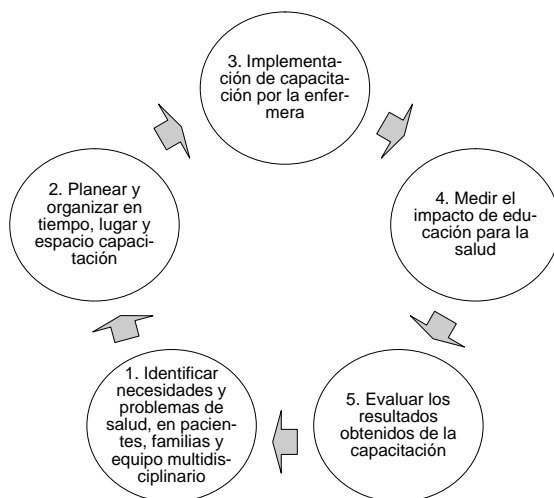 3. Implementa-
ción de capacita-
ción por la enfer-
mera
2. Planear y
organizar en
tiempo, lugar y
espacio capaci-
tación
4. Medir el
impacto de edu-
cación para la
salud
1. Identificar
necesidades y
problemas de
salud, en pacien-
tes, familias y
equipo multidis-
ciplinario
5. Evaluar los
resultados
obtenidos de la
capacitación